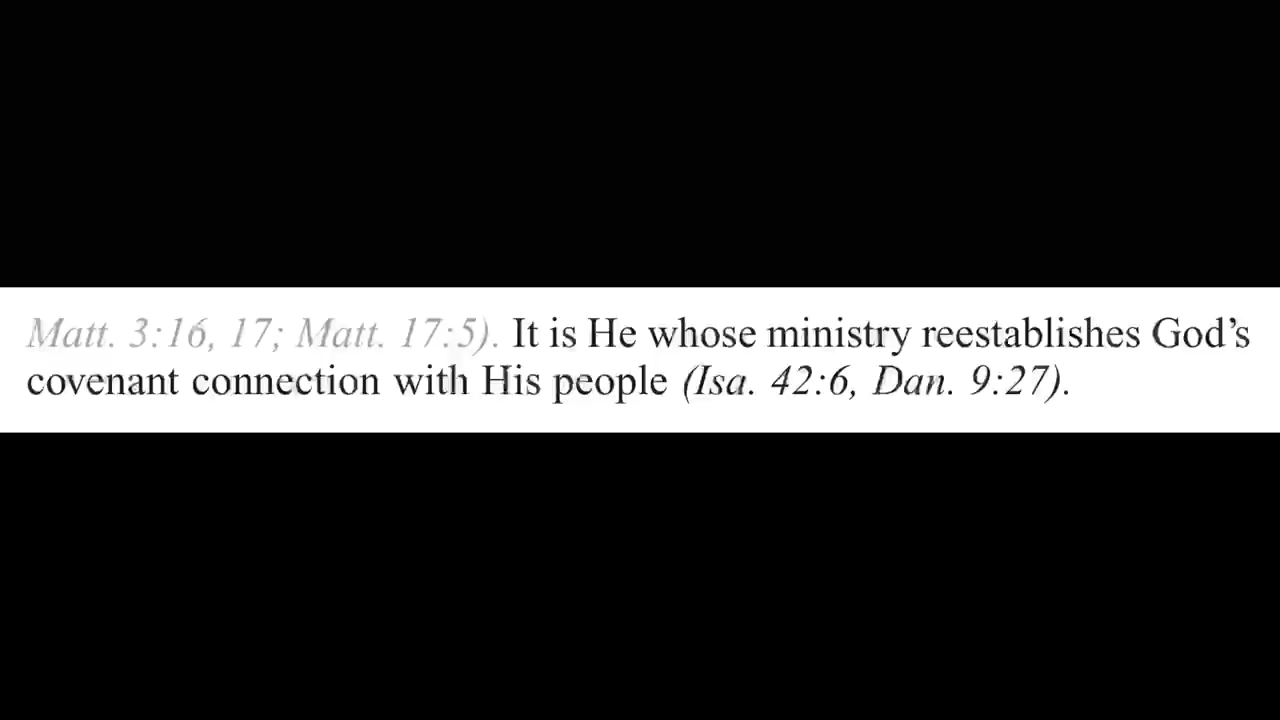 Matt. 3:16, 17; Matt. 17:5). It is He whose ministry reestablishes God’s
covenant connection with His people (Isa. 42:6, Dan. 9:27).